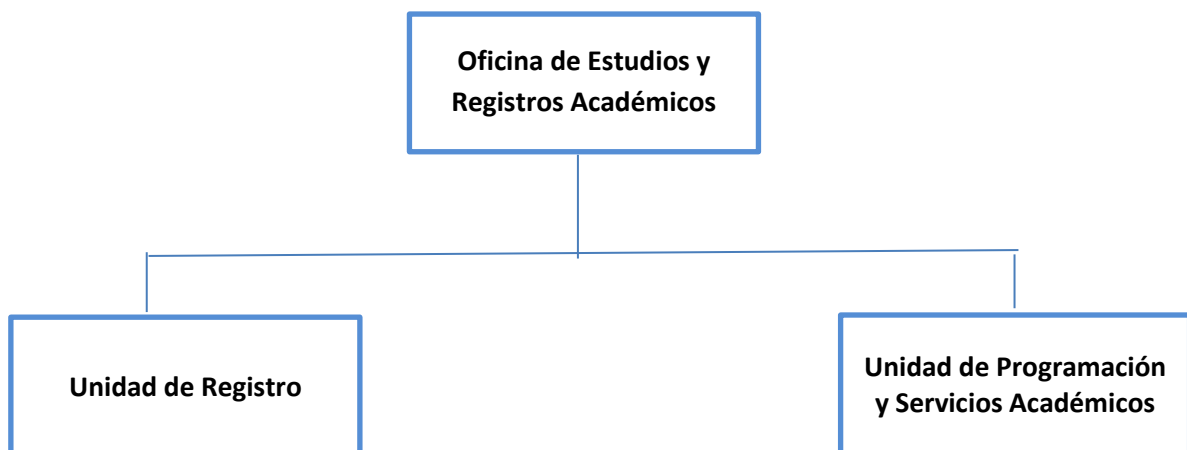 Oficina de Estudios y
Registros Académicos
Unidad de Registro
Unidad de Programación
y Servicios Académicos